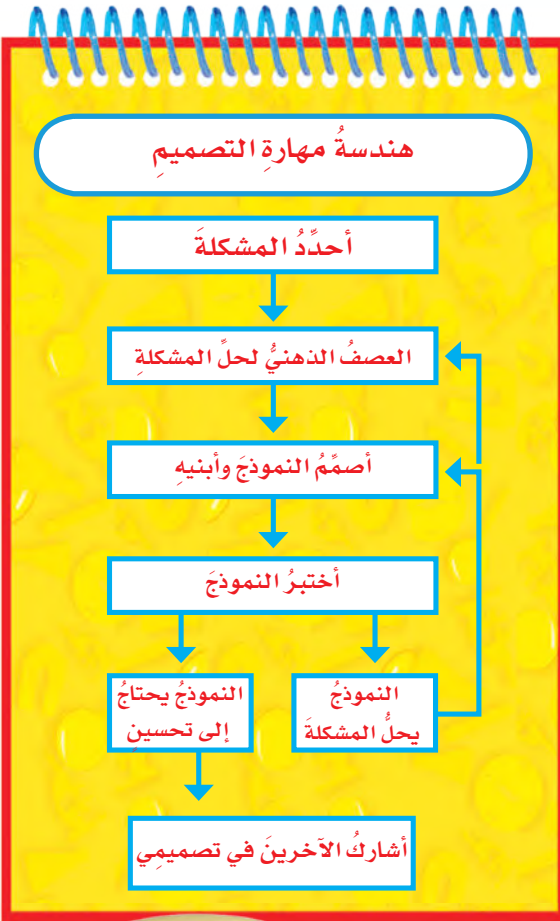 هندسةُ مهارةِ التصميمِ
أحدِّدُ المشكلةَ
العصفُ الذهنيُّ لحلِّ المشكلةِ
أصمِّمُ النموذجَ وأبنيهِ
أختبرُ النموذجَ
النموذجُ
يحلُّ المشكلةَ
النموذجُ يحتاجُ
إلى تحسينٍ
أشاركُ الآخرينَ في تصميمِي